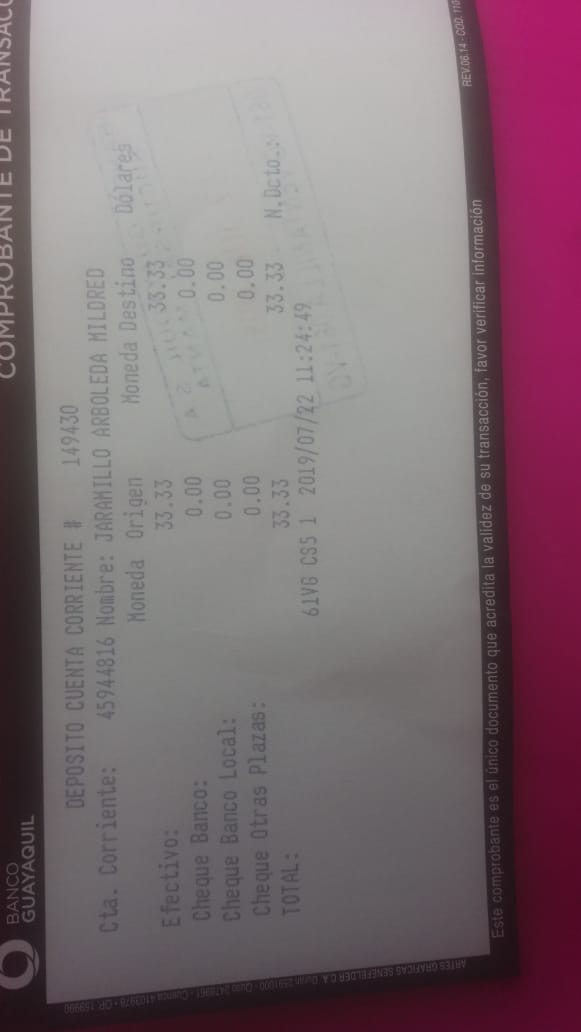 BANCO
GUAYAQUIL
COMPROBANTE DE TRANSACC
DEPOSITO CUENTA CORRIENTE # 149430
Cta. Corriente: 45944816 Nombre: JARAMILLO ARBOLEDA MILDRED
Moneda Origen Moneda Destino Dólares
Efectivo: 33.33 33.33
Cheque Banco: 0.00 0.00
Cheque Banco Local: 0.00 0.00
Cheque Otras Plazas: 0.00 0.00
TOTAL: 33.33 33.33 N.Dcto.:
61VG CS5 1 2019/07/22 11:24:49
Este comprobante es el único documento que acredita la validez de su transacción, favor verificar información
REV.06.14 - COD. 110
ARTES GRAFICAS SENEFELDER C.A.